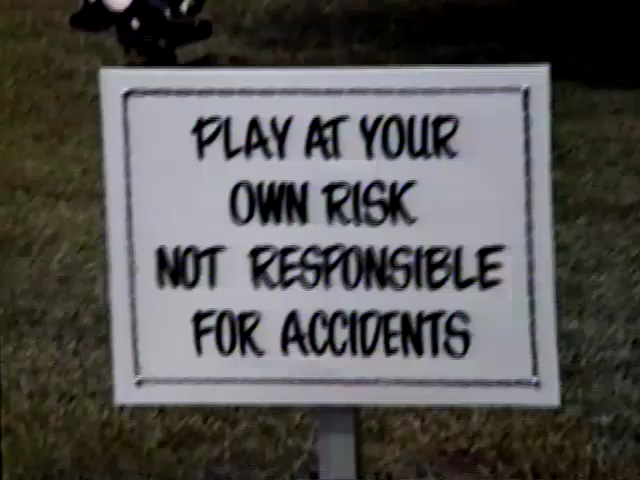 PLAY AT YOUR
OWN RISK
NOT RESPONSIBLE
FOR ACCIDENTS